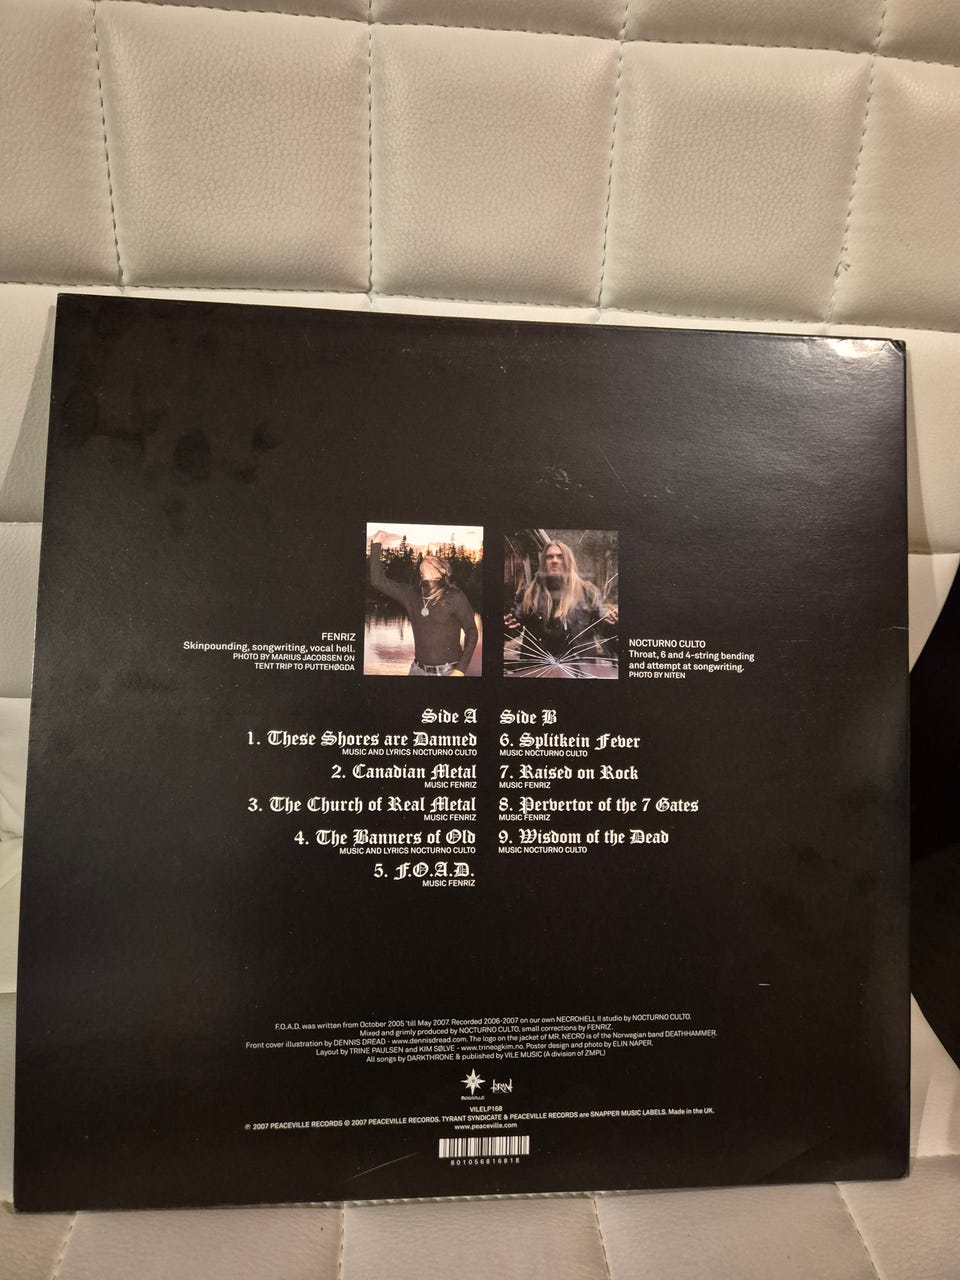 FENRIZ
Skinpounding, songwriting, vocal hell.
PHOTO BY MARIUS JACOBSEN ON
TENT TRIP TO PUTTEHØGDA
NOCTURNO CULTO
Throat, 6 and 4-string bending
and attempt at songwriting.
PHOTO BY NITEN
Side A
1. These Shores are Damned
MUSIC AND LYRICS NOCTURNO CULTO
2. Canadian Metal
MUSIC FENRIZ
3. The Church of Real Metal
MUSIC FENRIZ
4. The Banners of Old
MUSIC AND LYRICS NOCTURNO CULTO
5. F.O.A.D.
MUSIC FENRIZ
Side B
6. Splitkein Fever
MUSIC NOCTURNO CULTO
7. Raised on Rock
MUSIC FENRIZ
8. Pervertor of the 7 Gates
MUSIC FENRIZ
9. Wisdom of the Dead
MUSIC NOCTURNO CULTO
F.O.A.D. was written from October 2005 'till May 2007. Recorded 2006-2007 on our own NECROHELL II studio by NOCTURNO CULTO.
Mixed and grimly produced by NOCTURNO CULTO, small corrections by FENRIZ.
Front cover illustration by DENNIS DREAD - www.dennisdread.com. The logo on the jacket of MR. NECRO is of the Norwegian band DEATHHAMMER.
Layout by TRINE PAULSEN and KIM SØLVE - www.trineogkim.no. Poster design and photo by ELIN NAPER.
All songs by DARKTHRONE & published by VILE MUSIC (A division of ZMPL)
PEACEVILLE
VILELP168
℗ 2007 PEACEVILLE RECORDS © 2007 PEACEVILLE RECORDS. TYRANT SYNDICATE & PEACEVILLE RECORDS are SNAPPER MUSIC LABELS. Made in the UK.
www.peaceville.com
801056816818